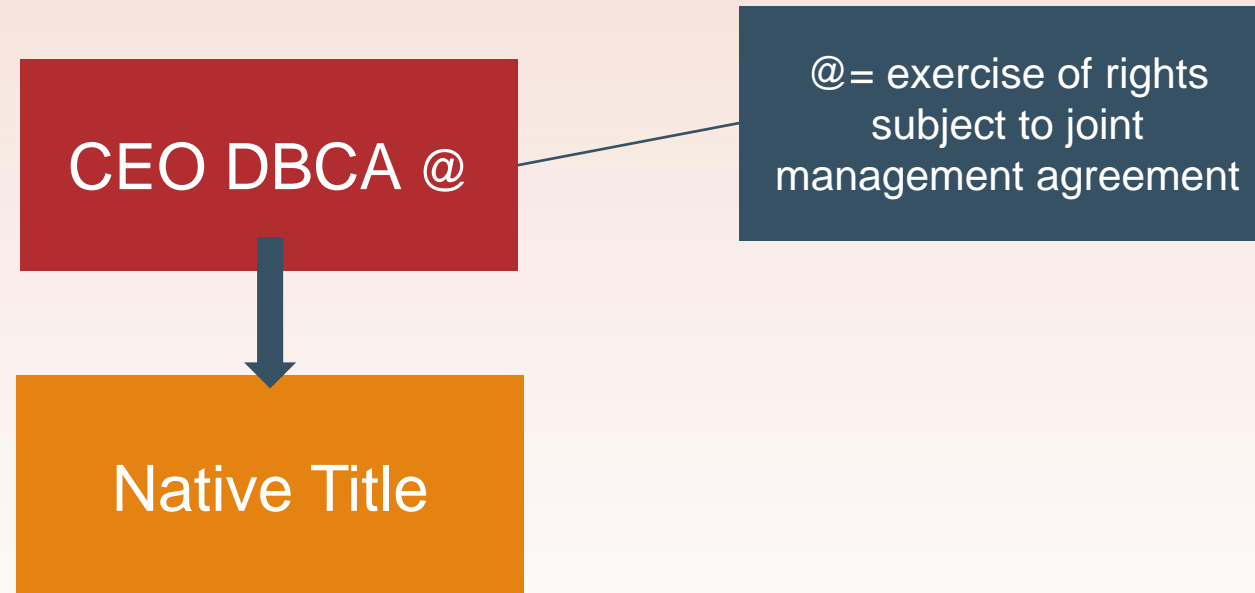 CEO DBCA @
@= exercise of rights
subject to joint
management agreement
Native Title